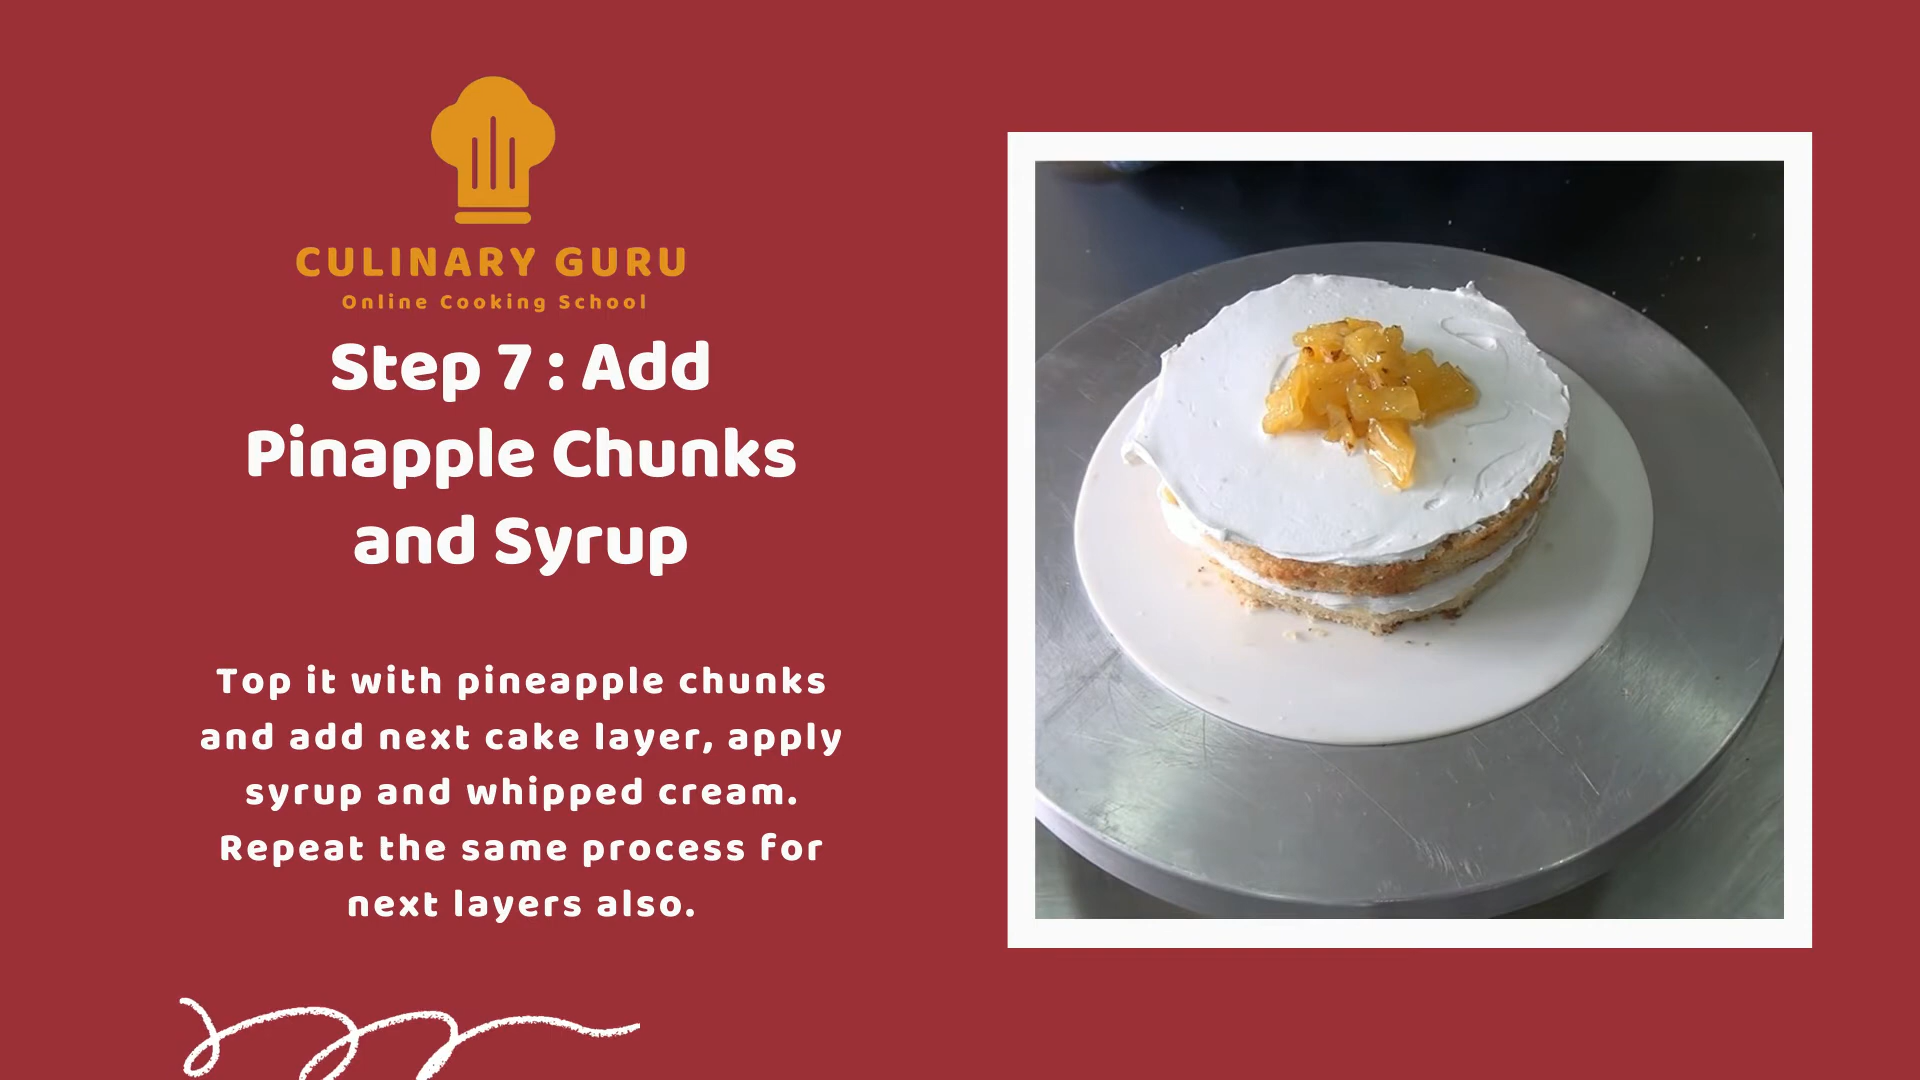 CULINARY GURU
Online Cooking School
Step 7 : Add
Pinapple Chunks
and Syrup
Top it with pineapple chunks
and add next cake layer, apply
syrup and whipped cream.
Repeat the same process for
next layers also.